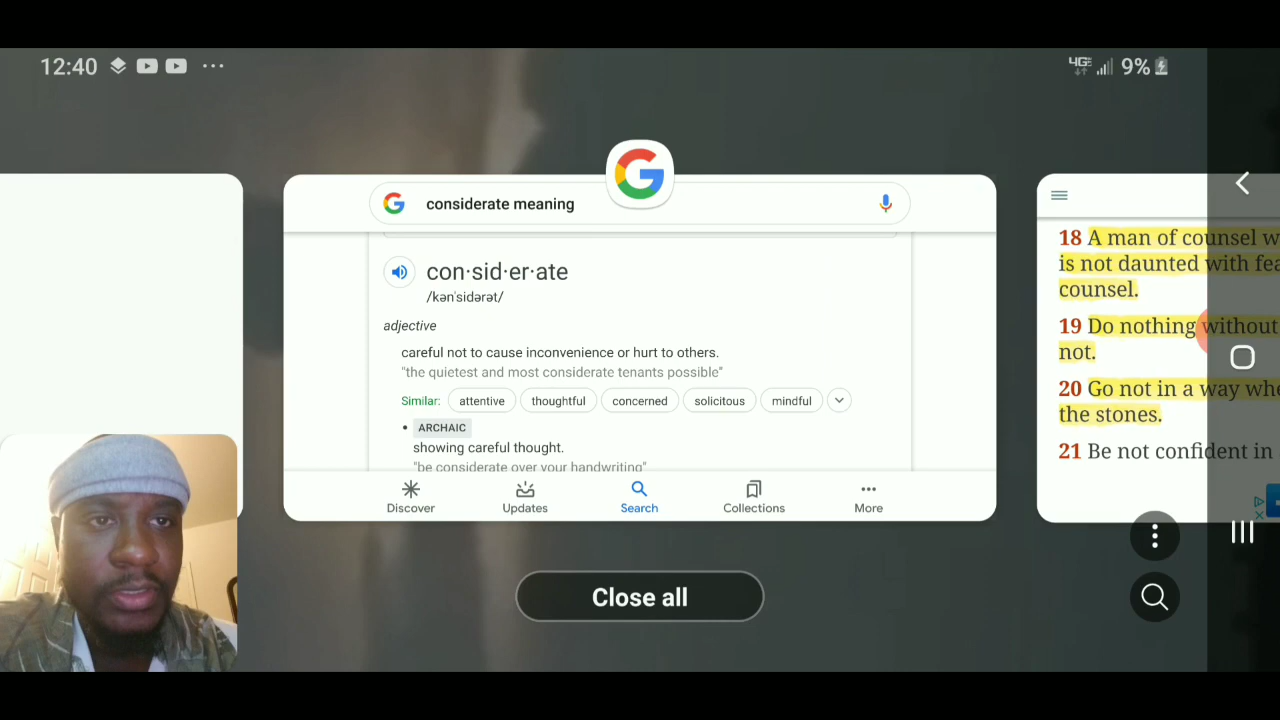 12:40
4GE 9%
considerate meaning
con·sid·er·ate
/kənˈsidərət/
adjective
careful not to cause inconvenience or hurt to others.
"the quietest and most considerate tenants possible"
Similar: attentive thoughtful concerned solicitous mindful
• ARCHAIC
showing careful thought.
"be considerate over your handwriting"
Discover Updates Search Collections More
18 A man of counsel
is not daunted with
counsel.
19 Do nothing without
not.
20 Go not in a way
the stones.
21 Be not confident in
Close all